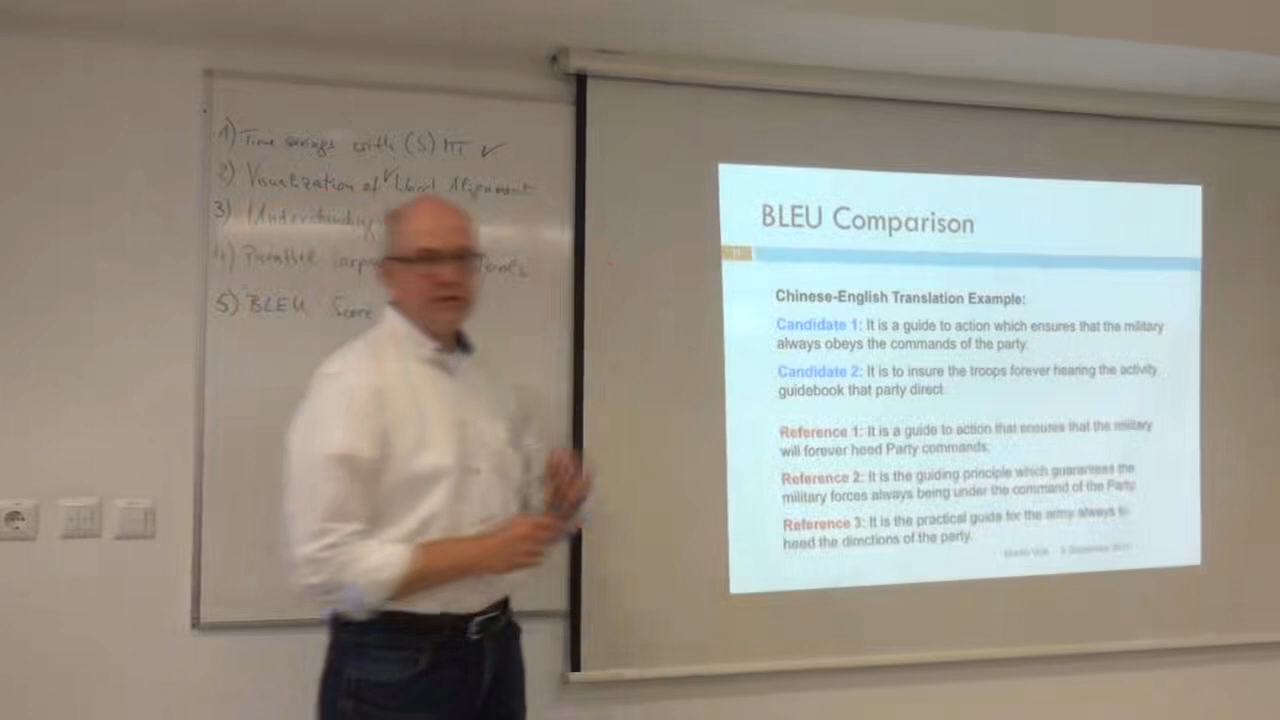 1) Time savings with (S) MT ✓
2) Visualization of Word Alignment
3) Understanding
4) Parallel corpora Tools
5) BLEU Score
BLEU Comparison
11
Chinese-English Translation Example:
Candidate 1: It is a guide to action which ensures that the military
always obeys the commands of the party.
Candidate 2: It is to insure the troops forever hearing the activity
guidebook that party direct
Reference 1: It is a guide to action that ensures that the military
will forever heed Party commands.
Reference 2: It is the guiding principle which guarantees the
military forces always being under the command of the Party
Reference 3: It is the practical guide for the army always to
heed the directions of the party.